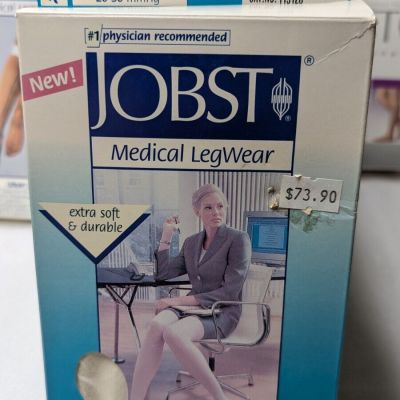 #1 physician recommended
New!
JOBST®
Medical LegWear
extra soft
& durable
$73.90